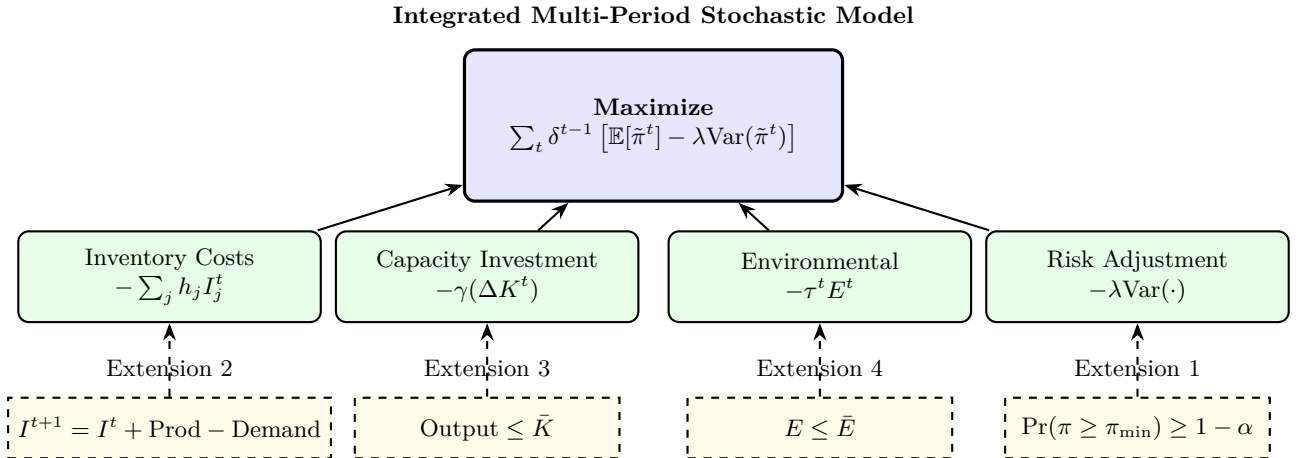 Integrated Multi-Period Stochastic Model
Maximize
∑_t δ^{t−1} [𝔼[π̃^t] − λVar(π̃^t)]
Inventory Costs
−∑_j h_j I_j^t
Capacity Investment
−γ(ΔK^t)
Environmental
−τ^t E^t
Risk Adjustment
−λVar(·)
Extension 2
Extension 3
Extension 4
Extension 1
I^{t+1} = I^t + Prod − Demand
Output ≤ K̄
E ≤ Ē
Pr(π ≥ π_min) ≥ 1 − α